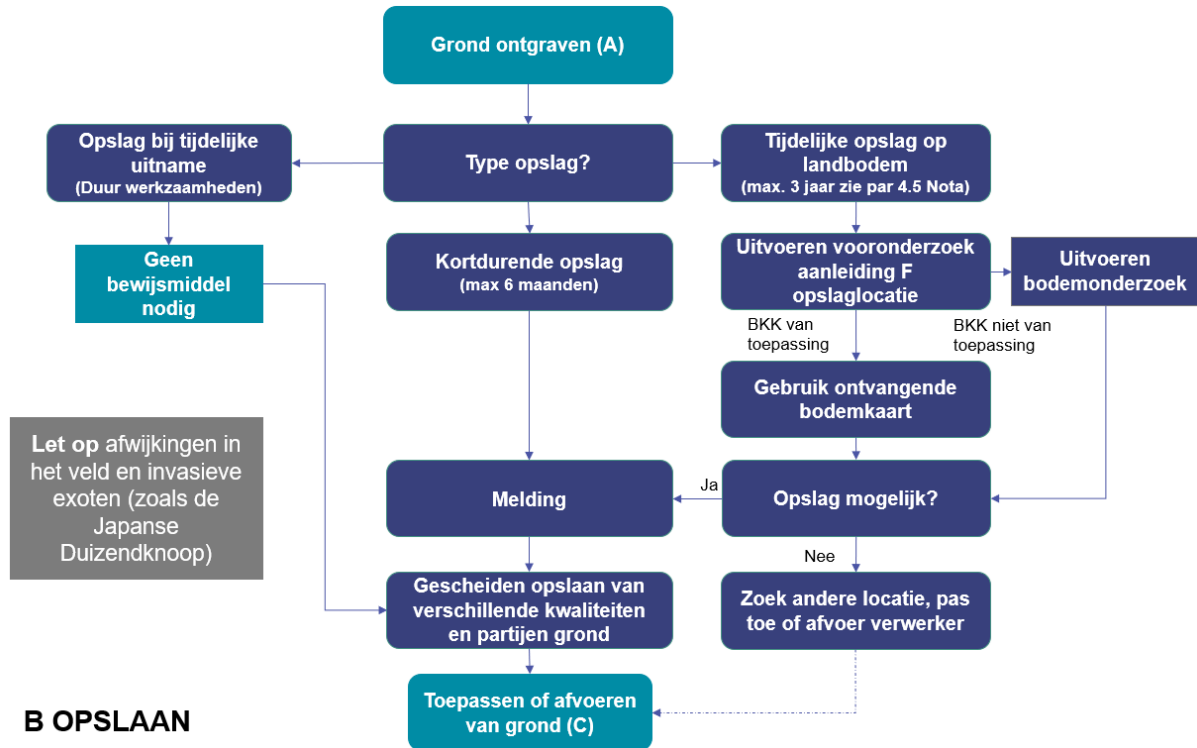 Grond ontgraven (A)
Opslag bij tijdelijke
uitname
(Duur werkzaamheden)
Type opslag?
Tijdelijke opslag op
landbodem
(max. 3 jaar zie par 4.5 Nota)
Geen
bewijsmiddel
nodig
Kortdurende opslag
(max 6 maanden)
Uitvoeren vooronderzoek
aanleiding F
opslaglocatie
Uitvoeren
bodemonderzoek
BKK van
toepassing
BKK niet van
toepassing
Gebruik ontvangende
bodemkaart
Let op afwijkingen in
het veld en invasieve
exoten (zoals de
Japanse
Duizendknoop)
Melding
Ja
Opslag mogelijk?
Nee
Gescheiden opslaan van
verschillende kwaliteiten
en partijen grond
Zoek andere locatie, pas
toe of afvoer verwerker
Toepassen of afvoeren
van grond (C)
B OPSLAAN